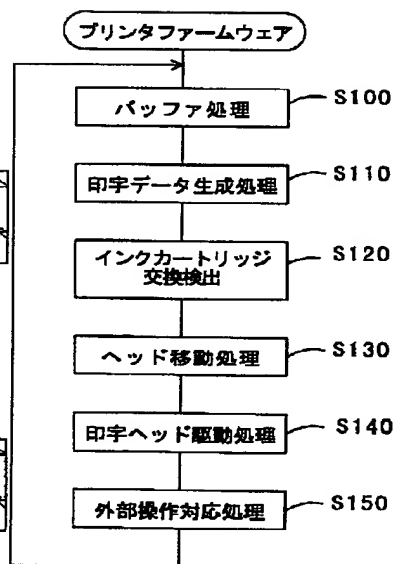 プリンタファームウェア
バッファ処理
S100
印字データ生成処理
S110
インクカートリッジ
交換検出
S120
ヘッド移動処理
S130
印字ヘッド駆動処理
S140
外部操作対応処理
S150